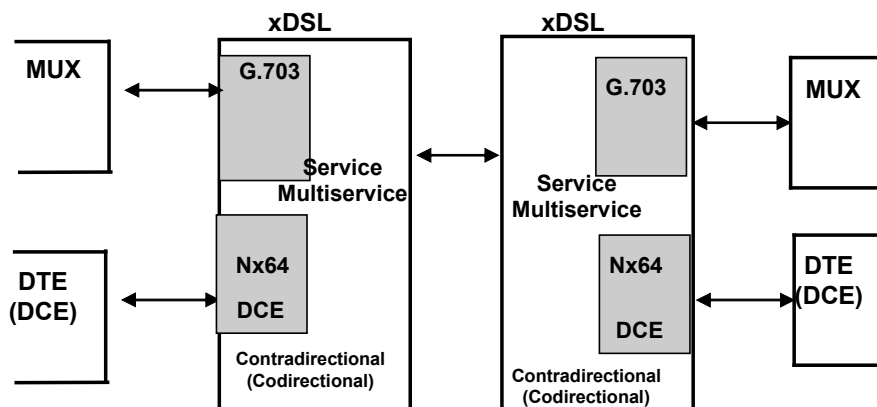 xDSL
xDSL
MUX
G.703
G.703
MUX
Service
Multiservice
Service
Multiservice
DTE
(DCE)
Nx64
DCE
Nx64
DCE
DTE
(DCE)
Contradirectional
(Codirectional)
Contradirectional
(Codirectional)